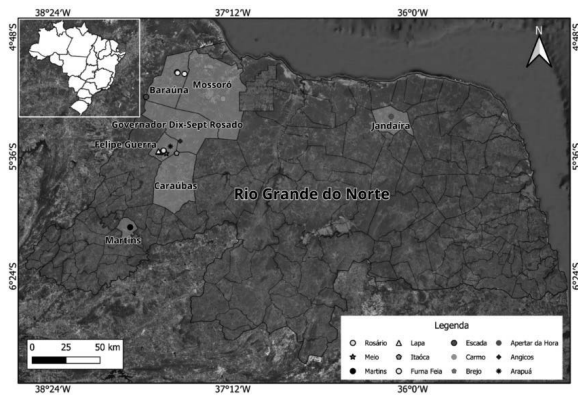 38°24'W 37°12'W 36°0'W
4°48'S 4°48'S
N
Baraúna
Mossoró
Governador Dix-Sept Rosado
Jandaíra
Felipe Guerra
5°36'S 5°36'S
Caraúbas
Rio Grande do Norte
Martins
6°24'S 6°24'S
Legenda
Rosário Lapa Escada Apertar da Hora
Meio Itaóca Carmo Angicos
Martins Furna Feia Brejo Arapuá
0 25 50 km
38°24'W 37°12'W 36°0'W